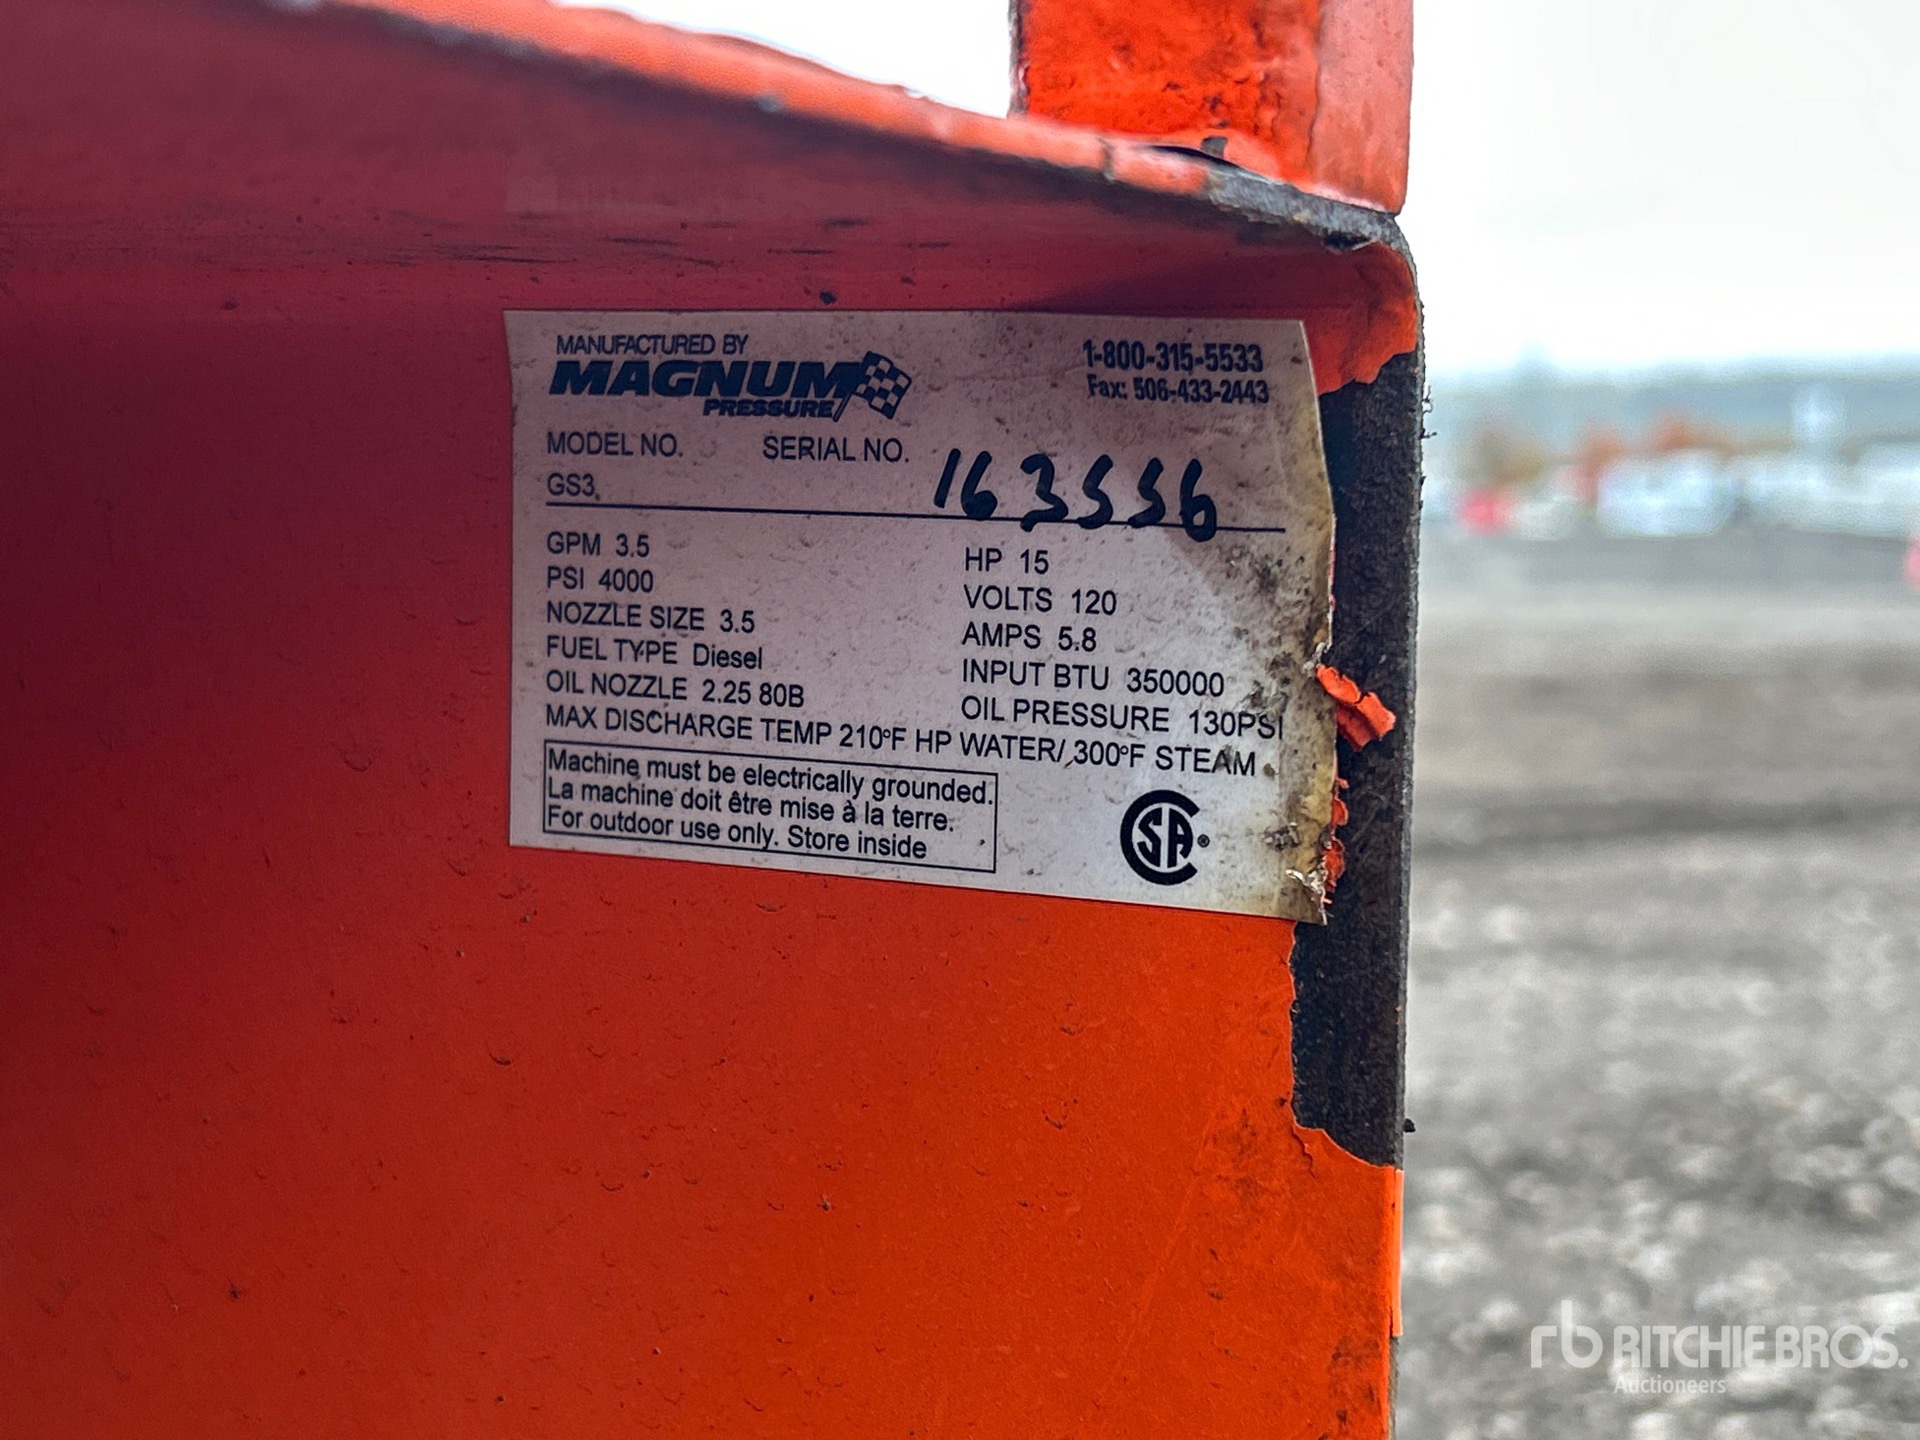 MANUFACTURED BY
MAGNUM
PRESSURE
1-800-315-5533
Fax: 506-433-2443
MODEL NO. SERIAL NO. 163556
GS3
GPM 3.5
PSI 4000
NOZZLE SIZE 3.5
FUEL TYPE Diesel
OIL NOZZLE 2.25 80B
HP 15
VOLTS 120
AMPS 5.8
INPUT BTU 350000
OIL PRESSURE 130PSI
MAX DISCHARGE TEMP 210°F HP WATER/ 300°F STEAM
Machine must be electrically grounded.
La machine doit être mise à la terre.
For outdoor use only. Store inside
CSA®
rb RITCHIE BROS.
Auctioneers